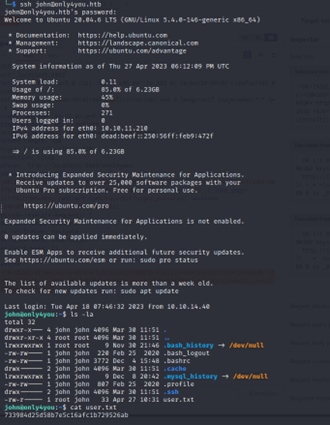 $ ssh john@only4you.htb
john@only4you.htb's password:
Welcome to Ubuntu 20.04.6 LTS (GNU/Linux 5.4.0-146-generic x86_64)
* Documentation: https://help.ubuntu.com
* Management: https://landscape.canonical.com
* Support: https://ubuntu.com/advantage
System information as of Thu 27 Apr 2023 06:12:09 PM UTC
System load: 0.11
Usage of /: 85.0% of 6.23GB
Memory usage: 45%
Swap usage: 0%
Processes: 271
Users logged in: 0
IPv4 address for eth0: 10.10.11.210
IPv6 address for eth0: dead:beef::250:56ff:feb9:472f
=> / is using 85.0% of 6.23GB
* Introducing Expanded Security Maintenance for Applications.
Receive updates to over 25,000 software packages with your
Ubuntu Pro subscription. Free for personal use.
https://ubuntu.com/pro
Expanded Security Maintenance for Applications is not enabled.
0 updates can be applied immediately.
Enable ESM Apps to receive additional future security updates.
See https://ubuntu.com/esm or run: sudo pro status
The list of available updates is more than a week old.
To check for new updates run: sudo apt update
Last login: Tue Apr 18 07:46:32 2023 from 10.10.14.40
john@only4you:~$ ls -la
total 32
drwxr-x--- 4 john john 4096 Mar 30 11:51 .
drwxr-xr-x 4 root root 4096 Mar 30 11:51 ..
lrwxrwxrwx 1 root root 9 Nov 15 21:46 .bash_history -> /dev/null
-rw-rw---- 1 john john 220 Feb 25 2020 .bash_logout
-rw-rw---- 1 john john 3772 Dec 4 15:48 .bashrc
drwxrwx--- 2 john john 4096 Mar 30 11:51 .cache
lrwxrwxrwx 1 john john 9 Dec 8 20:42 .mysql_history -> /dev/null
-rw-rw---- 1 john john 807 Feb 25 2020 .profile
drwxrwx--- 2 john john 4096 Mar 30 11:51 .ssh
-rw-r----- 1 root john 33 Apr 27 10:31 user.txt
john@only4you:~$ cat user.txt